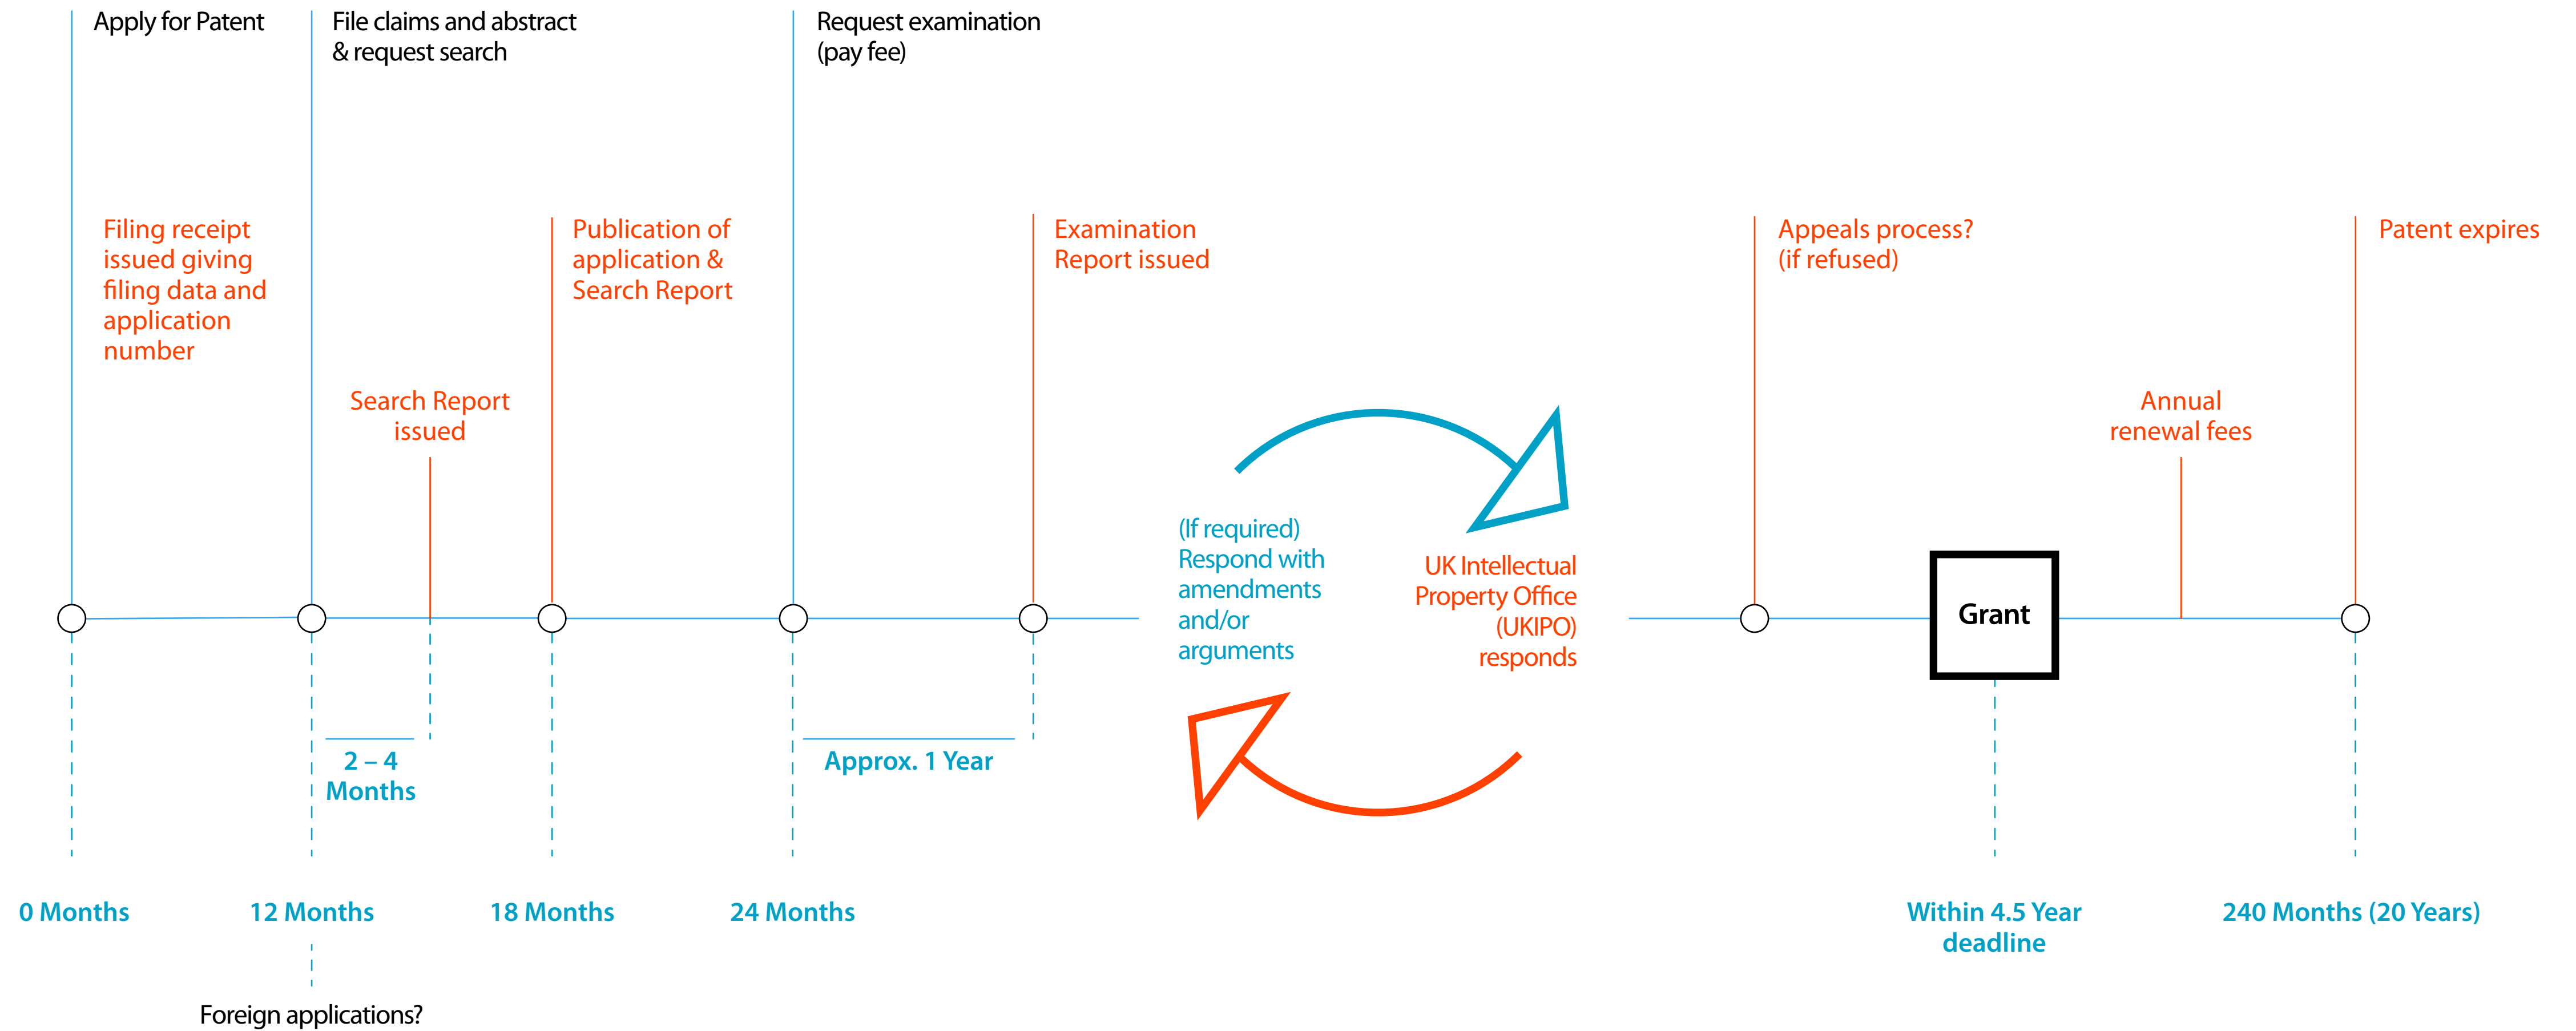 Apply for Patent
File claims and abstract
& request search
Request examination
(pay fee)
Filing receipt
issued giving
filing data and
application
number
Search Report
issued
Publication of
application &
Search Report
Examination
Report issued
(If required)
Respond with
amendments
and/or
arguments
UK Intellectual
Property Office
(UKIPO)
responds
Appeals process?
(if refused)
Grant
Annual
renewal fees
Patent expires
2 – 4
Months
Approx. 1 Year
0 Months
12 Months
18 Months
24 Months
Within 4.5 Year
deadline
240 Months (20 Years)
Foreign applications?